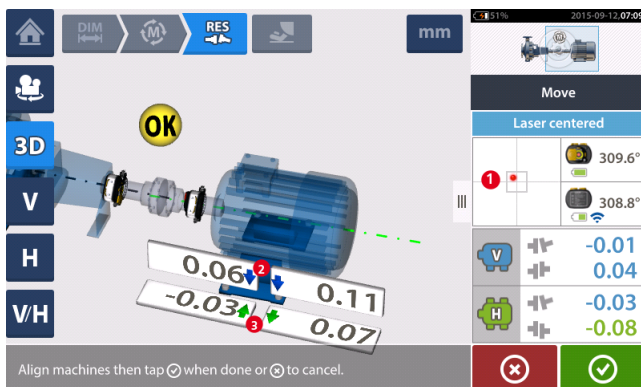 DIM
M
RES
mm
51%
2015-09-12,07:09
OK
3D
V
H
V/H
0.06
2
0.11
-0.03
3
0.07
Align machines then tap ✓ when done or ⊗ to cancel.
Move
Laser centered
1
309.6°
308.8°
V
-0.01
0.04
H
-0.03
-0.08